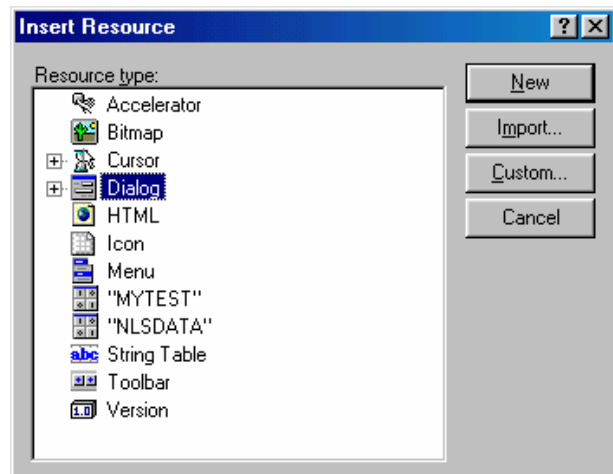 Insert Resource
Resource type:
Accelerator
Bitmap
Cursor
Dialog
HTML
Icon
Menu
"MYTEST"
"NLSDATA"
abc String Table
Toolbar
1.0 Version
New
Import...
Custom...
Cancel